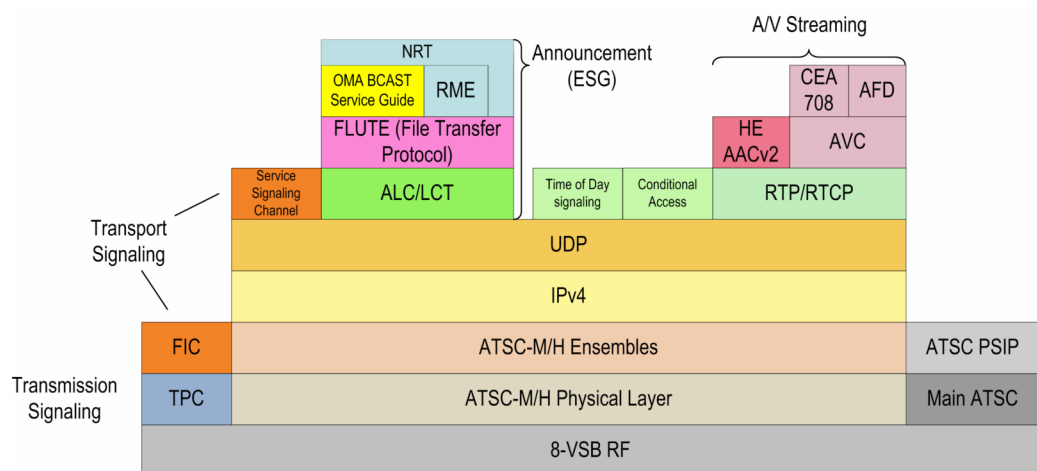 A/V Streaming
NRT
Announcement
(ESG)
OMA BCAST
Service Guide
RME
CEA
708
AFD
FLUTE (File Transfer
Protocol)
HE
AACv2
AVC
Service
Signaling
Channel
ALC/LCT
Time of Day
signaling
Conditional
Access
RTP/RTCP
Transport
Signaling
UDP
IPv4
FIC
ATSC-M/H Ensembles
ATSC PSIP
Transmission
Signaling
TPC
ATSC-M/H Physical Layer
Main ATSC
8-VSB RF